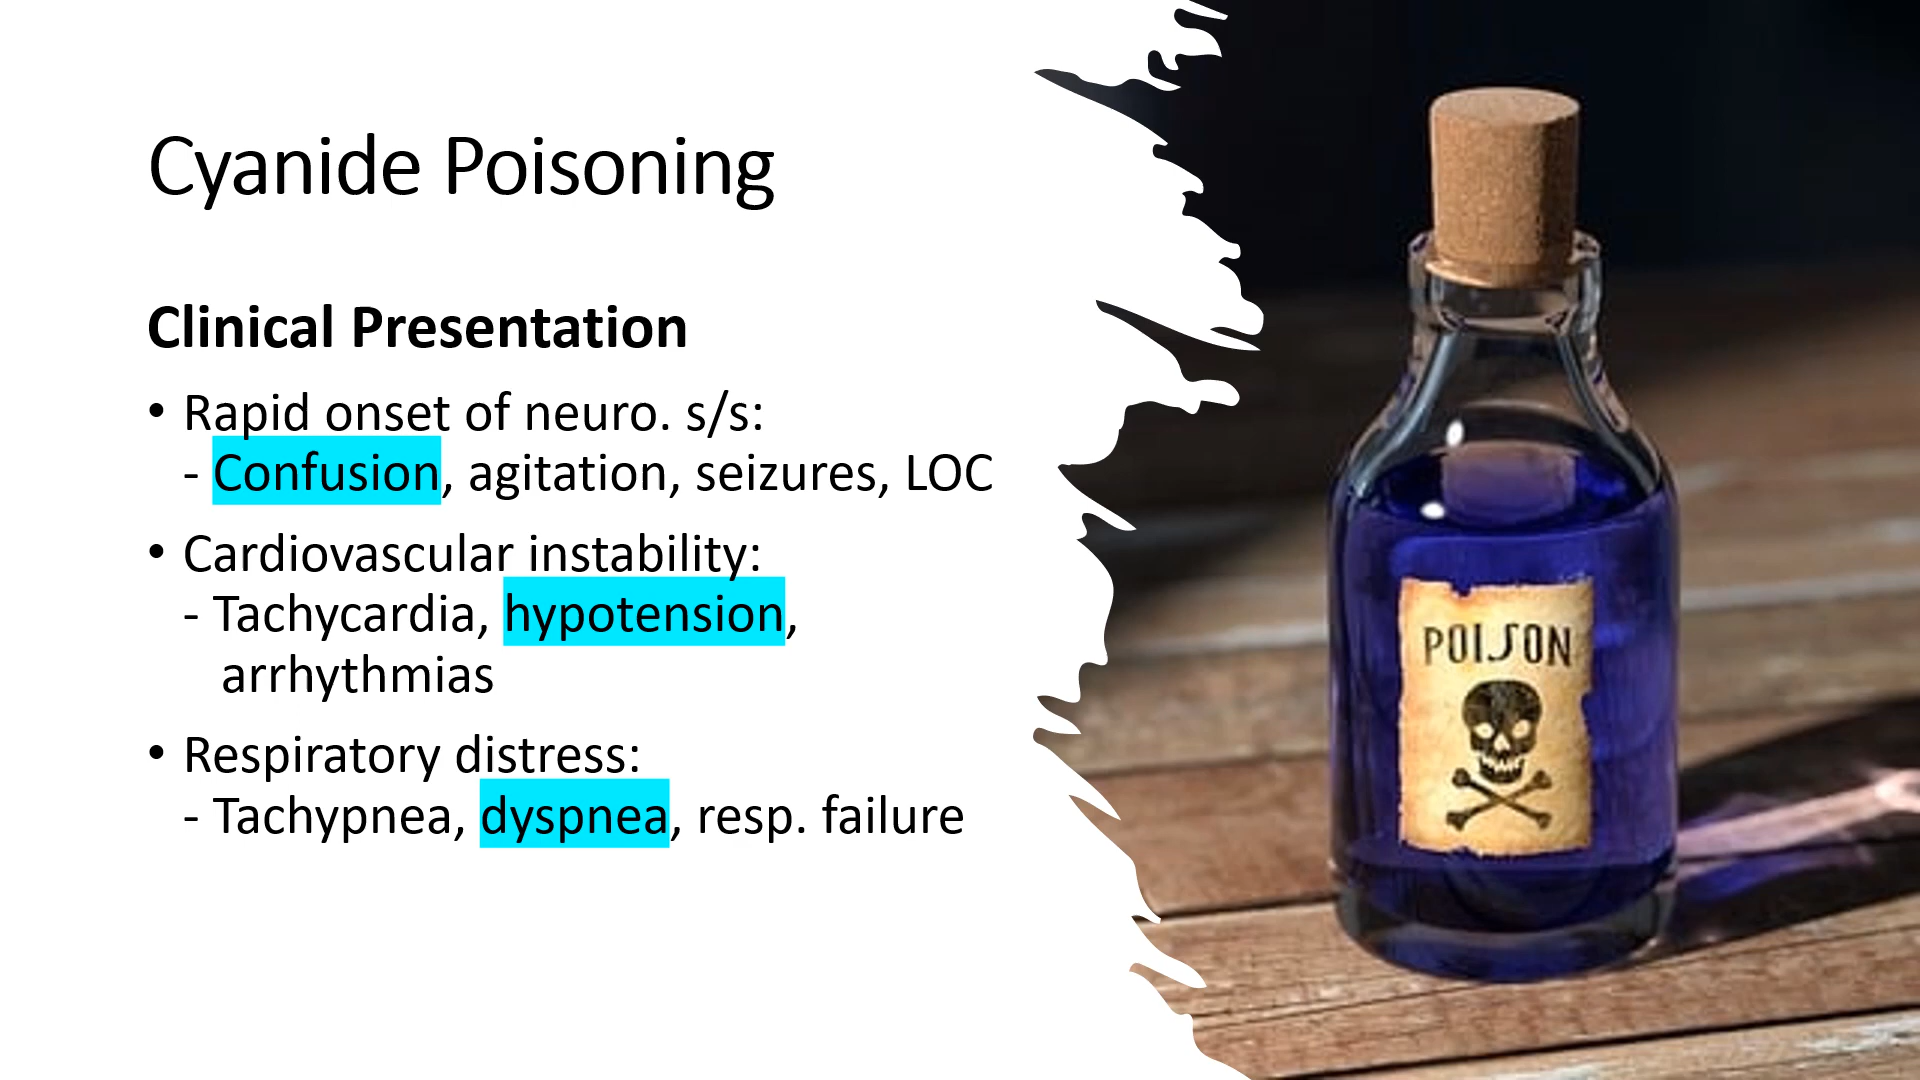 Cyanide Poisoning
Clinical Presentation
• Rapid onset of neuro. s/s:
- Confusion, agitation, seizures, LOC
• Cardiovascular instability:
- Tachycardia, hypotension,
arrhythmias
• Respiratory distress:
- Tachypnea, dyspnea, resp. failure
POISON